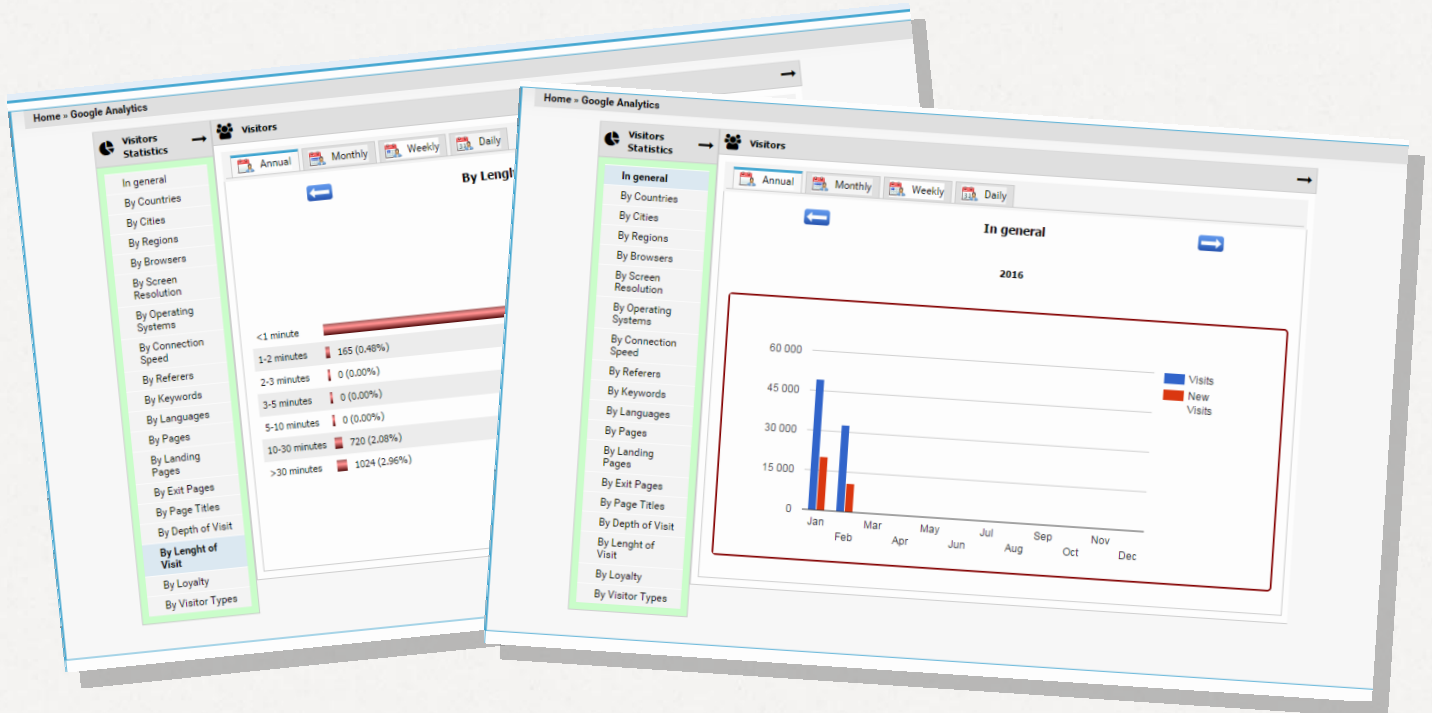 Home » Google Analytics
Visitors
Statistics
Visitors
Annual
Monthly
Weekly
Daily
In general
By Countries
By Cities
By Regions
By Browsers
By Screen
Resolution
By Operating
Systems
By Connection
Speed
By Referers
By Keywords
By Languages
By Pages
By Landing
Pages
By Exit Pages
By Page Titles
By Depth of Visit
By Lenght of
Visit
By Loyalty
By Visitor Types
By Lengh
<1 minute
1-2 minutes 165 (0.48%)
2-3 minutes 0 (0.00%)
3-5 minutes 0 (0.00%)
5-10 minutes 0 (0.00%)
10-30 minutes 720 (2.08%)
>30 minutes 1024 (2.96%)
Home » Google Analytics
Visitors
Statistics
Visitors
Annual
Monthly
Weekly
Daily
In general
By Countries
By Cities
By Regions
By Browsers
By Screen
Resolution
By Operating
Systems
By Connection
Speed
By Referers
By Keywords
By Languages
By Pages
By Landing
Pages
By Exit Pages
By Page Titles
By Depth of Visit
By Lenght of
Visit
By Loyalty
By Visitor Types
In general
2016
60 000
45 000
30 000
15 000
0
Jan
Feb
Mar
Apr
May
Jun
Jul
Aug
Sep
Oct
Nov
Dec
Visits
New
Visits